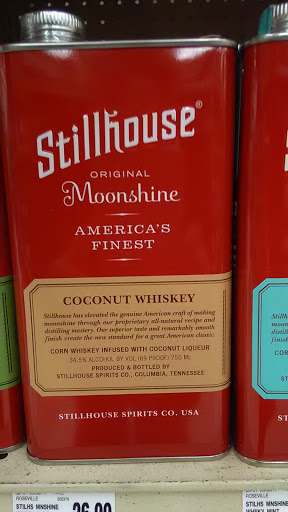 Stillhouse®
ORIGINAL
Moonshine
AMERICA'S
FINEST
COCONUT WHISKEY
Stillhouse has elevated the genuine American craft of making
moonshine through our proprietary all-natural recipe and
distilling mastery. Our superior taste and remarkably smooth
finish create the new standard for a great American classic.
CORN WHISKEY INFUSED WITH COCONUT LIQUEUR
34.5% ALCOHOL BY VOL (69 PROOF) 750 ML
PRODUCED & BOTTLED BY
STILLHOUSE SPIRITS CO., COLUMBIA, TENNESSEE
STILLHOUSE SPIRITS CO. USA
ROSEVILLE
STILHS MNSHINE
26.99
ROSEVILLE
STILLS MNSHINE
WHISKY MINT